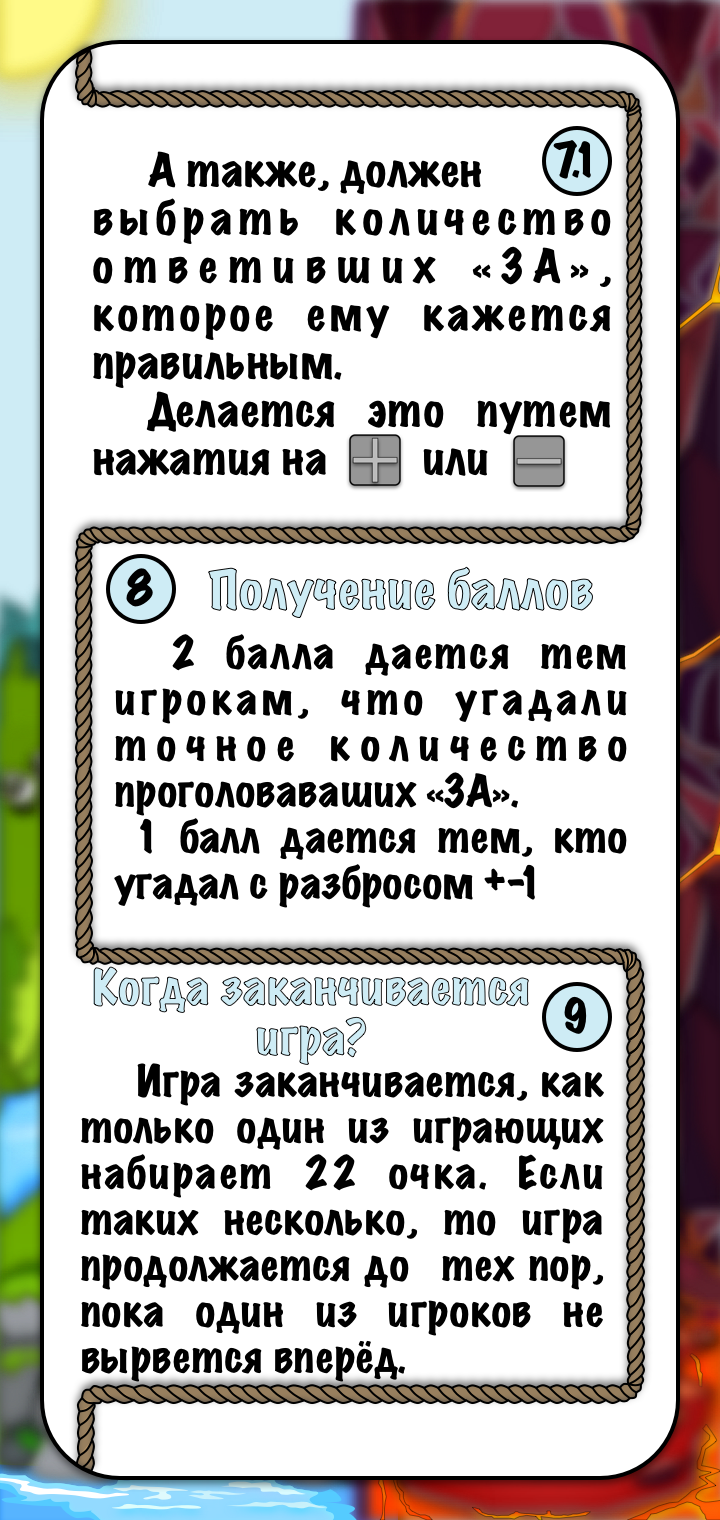 7.1
А также, должен
выбрать количество
ответивших «ЗА»,
которое ему кажется
правильным.
Делается это путем
нажатия на + или −
8
Получение баллов
2 балла дается тем
игрокам, что угадали
точное количество
проголоваваших «ЗА».
1 балл дается тем, кто
угадал с разбросом +-1
Когда заканчивается
игра?
9
Игра заканчивается, как
только один из играющих
набирает 22 очка. Если
таких несколько, то игра
продолжается до тех пор,
пока один из игроков не
вырвется вперёд.